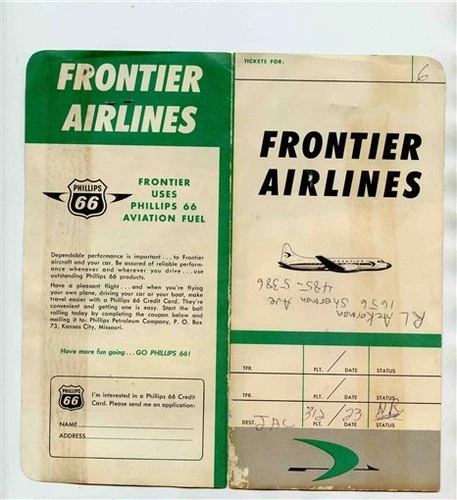 FRONTIER
AIRLINES
PHILLIPS
66
FRONTIER
USES
PHILLIPS 66
AVIATION FUEL
Dependable performance is important . . . to Frontier
aircraft and your car. Be assured of reliable perform-
ance whenever and wherever you drive . . . use
outstanding Phillips 66 products.
Have a pleasant flight . . . and when you're flying
your own plane, driving your car or your boat, make
travel easier with a Phillips 66 Credit Card. They're
convenient and getting one is easy. Start the ball
rolling today by completing the coupon below and
mailing it to: Phillips Petroleum Company, P. O. Box
73, Kansas City, Missouri.
Have more fun going . . . GO PHILLIPS 66!
PHILLIPS
66
I'm interested in a Phillips 66 Credit
Card. Please send me an application:
NAME
ADDRESS
TICKETS FOR:
6
FRONTIER
AIRLINES
RL Ackerman
1656 Sherman Ave
485-5386
TFR. FLT. / DATE STATUS
TFR. FLT. / DATE STATUS
DEST. JAC 312 / 23
FLT. DATE STATUS